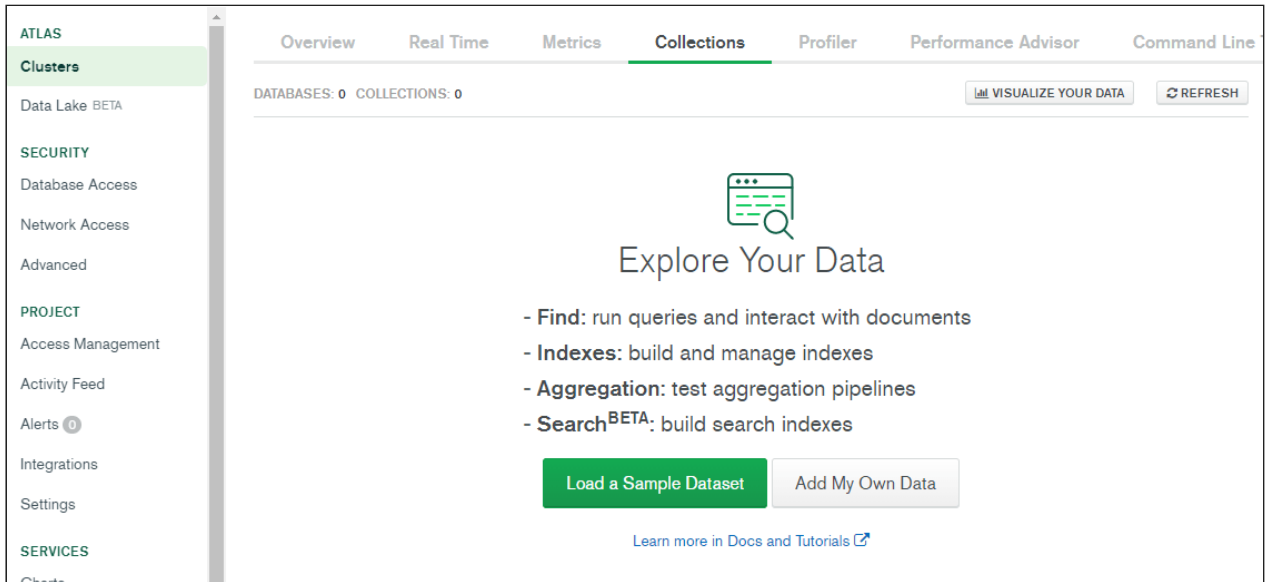 ATLAS
Clusters
Data Lake BETA
SECURITY
Database Access
Network Access
Advanced
PROJECT
Access Management
Activity Feed
Alerts 0
Integrations
Settings
SERVICES
Charts
Overview Real Time Metrics Collections Profiler Performance Advisor Command Line
DATABASES: 0 COLLECTIONS: 0 VISUALIZE YOUR DATA REFRESH
Explore Your Data
- Find: run queries and interact with documents
- Indexes: build and manage indexes
- Aggregation: test aggregation pipelines
- SearchBETA: build search indexes
Load a Sample Dataset Add My Own Data
Learn more in Docs and Tutorials